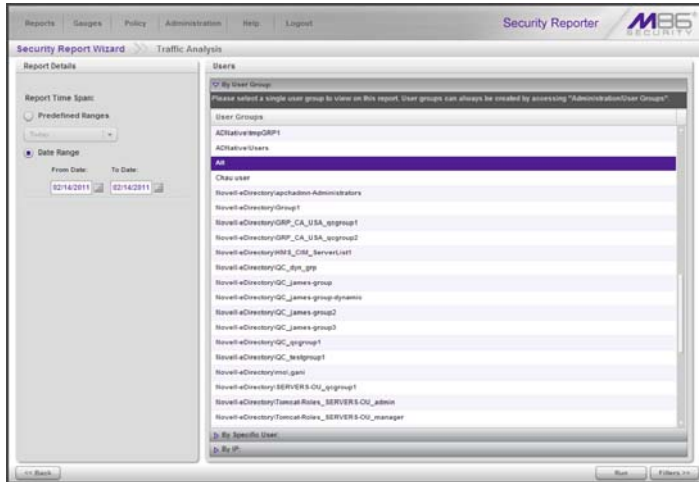 Reports Gauges Policy Administration Help Logout
Security Reporter
M86 SECURITY
Security Report Wizard Traffic Analysis
Report Details
Users
By User Group:
Please select a single user group to view on this report. User groups can always be created by accessing "Administration/User Groups".
Report Time Span:
Predefined Ranges
Today
Date Range
From Date: To Date:
02/14/2011 02/14/2011
User Groups
ADNative\tmpGRP1
ADNative\Users
All
Chau user
Novell-eDirectory\apchadmn-Administrators
Novell-eDirectory\Group1
Novell-eDirectory\GRP_CA_USA_qcgroup1
Novell-eDirectory\GRP_CA_USA_qcgroup2
Novell-eDirectory\HMS_CIM_ServerList1
Novell-eDirectory\QC_dyn_grp
Novell-eDirectory\QC_james-group
Novell-eDirectory\QC_james-group-dynamic
Novell-eDirectory\QC_james-group2
Novell-eDirectory\QC_james-group3
Novell-eDirectory\QC_qcgroup1
Novell-eDirectory\QC_testgroup1
Novell-eDirectory\SERVERS-OU_qcgroup1
Novell-eDirectory\Tomcat-Roles_SERVERS-OU_admin
Novell-eDirectory\Tomcat-Roles_SERVERS-OU_manager
By Specific User:
By IP:
<< Back
Run
Filters >>